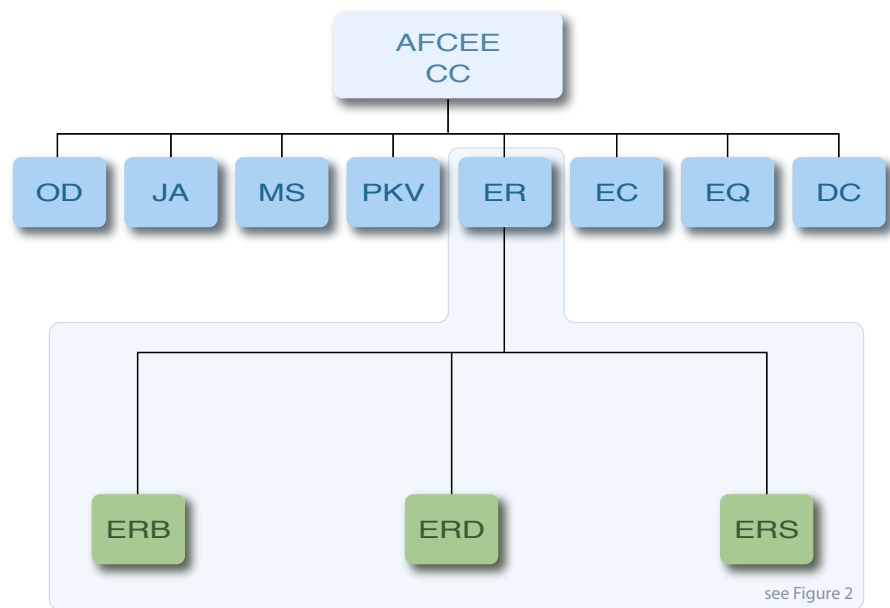 AFCEE
CC
OD JA MS PKV ER EC EQ DC
ERB ERD ERS
see Figure 2